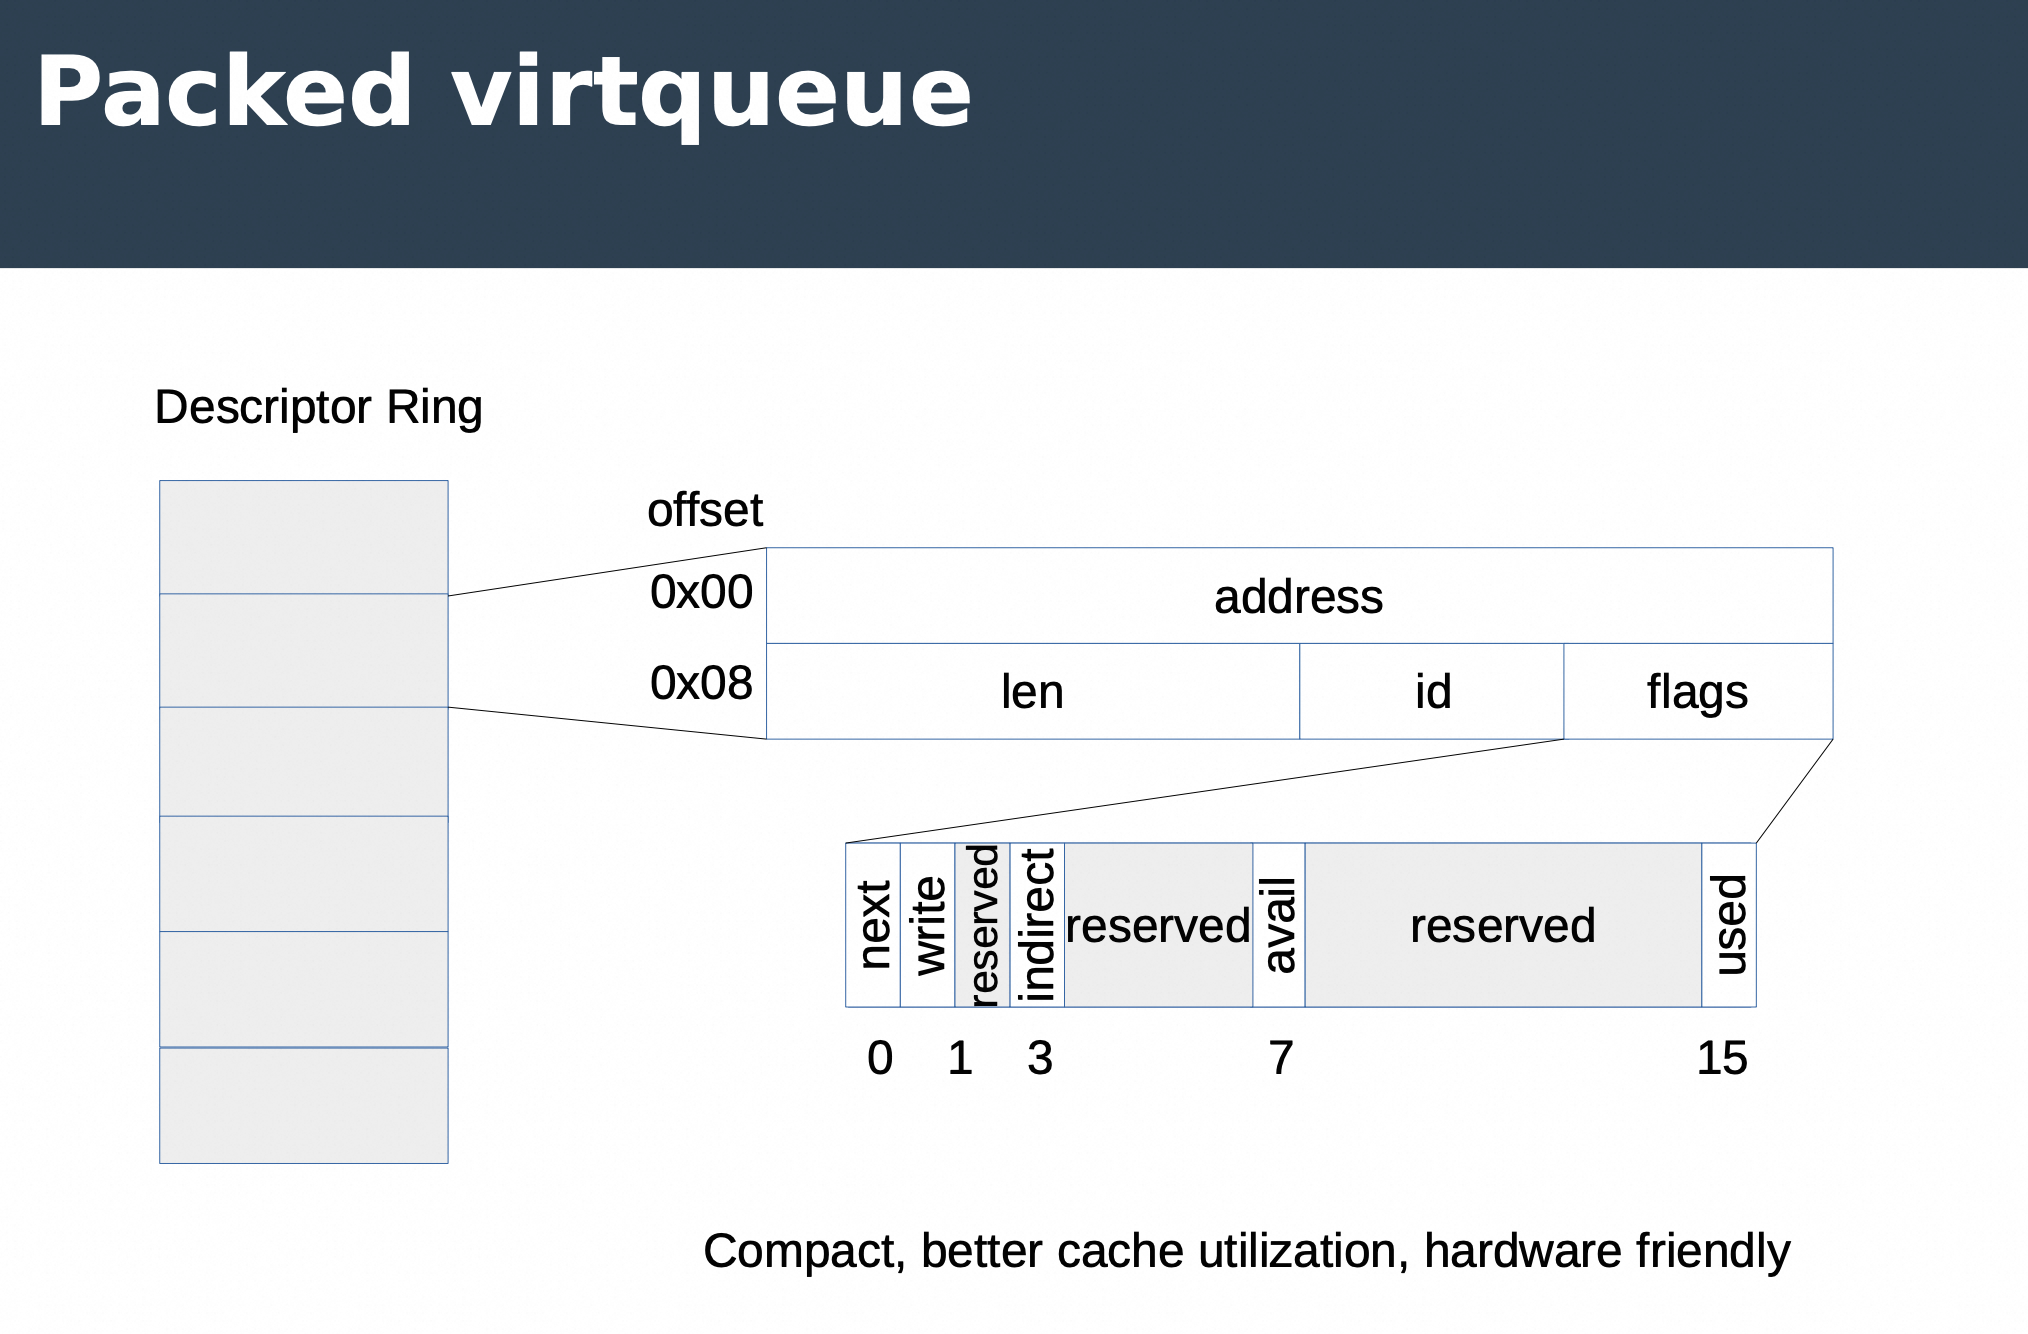 Packed virtqueue
Descriptor Ring
offset
0x00
address
0x08
len id flags
next write reserved indirect reserved avail reserved used
0 1 3 7 15
Compact, better cache utilization, hardware friendly